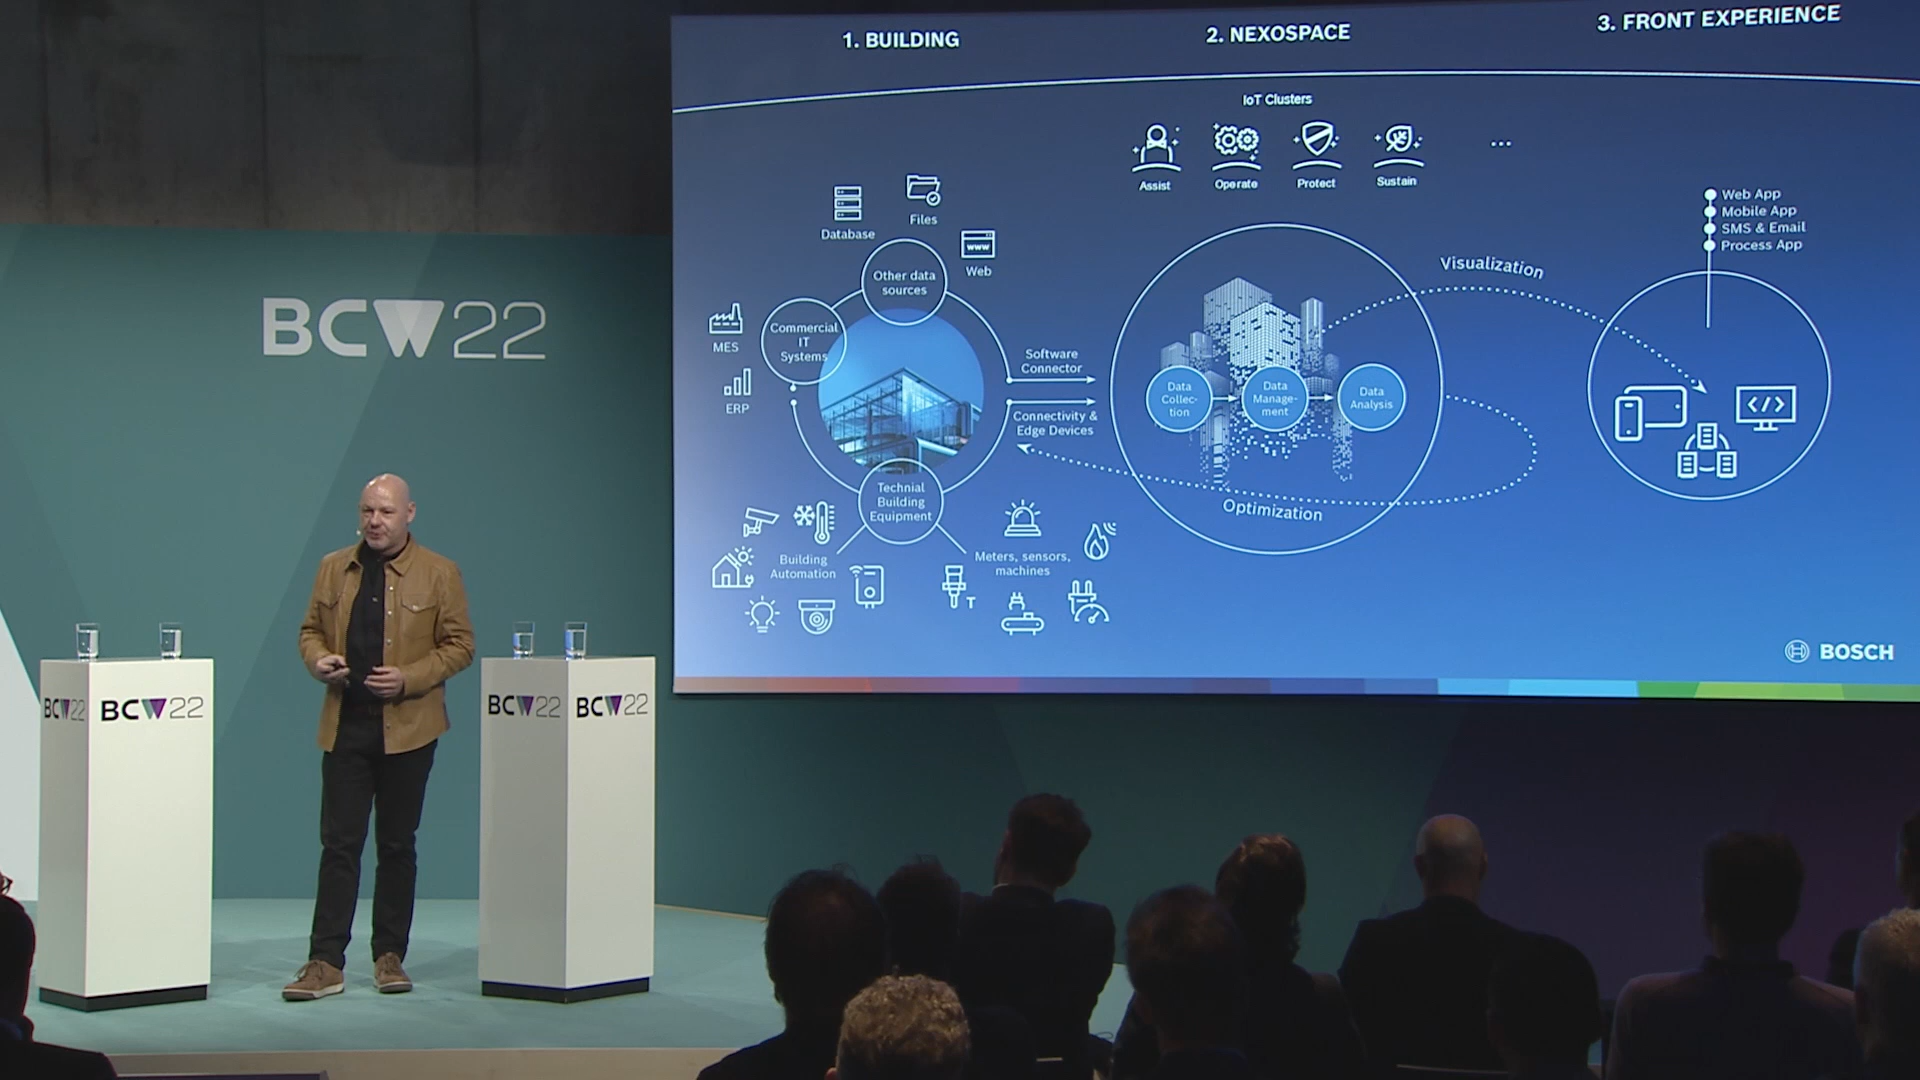 1. BUILDING
2. NEXOSPACE
3. FRONT EXPERIENCE
IoT Clusters
Assist
Operate
Protect
Sustain
...
Database
Files
www
Web
Other data
sources
Commercial
IT
Systems
MES
ERP
Software
Connector
Connectivity &
Edge Devices
Technial
Building
Equipment
Building
Automation
Meters, sensors,
machines
T
Data
Collec-
tion
Data
Manage-
ment
Data
Analysis
Visualization
Optimization
Web App
Mobile App
SMS & Email
Process App
</>
BOSCH
BCW22
BCW22
BCW22
BCW22
BCW22